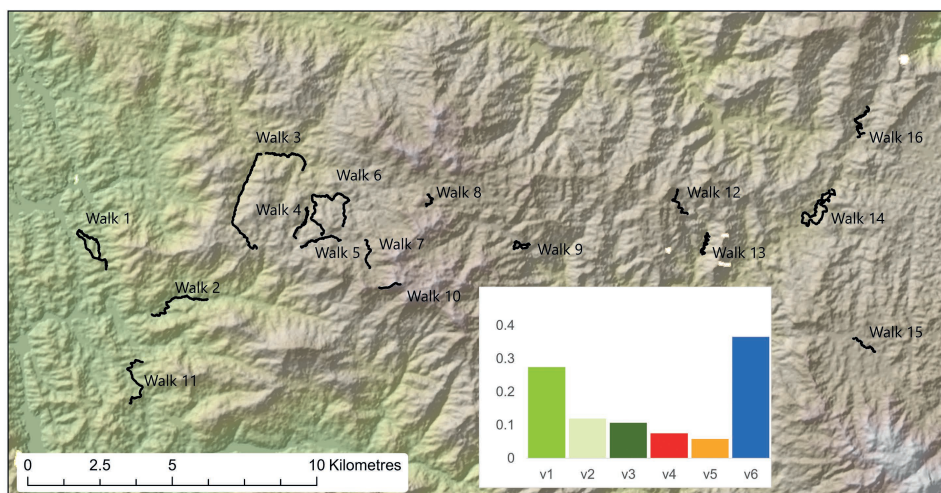 Walk 3
Walk 16
Walk 6
Walk 8
Walk 12
Walk 4
Walk 1
Walk 14
Walk 7
Walk 5
Walk 9
Walk 13
Walk 2
Walk 10
Walk 15
Walk 11
0.4
0.3
0.2
0.1
0
v1 v2 v3 v4 v5 v6
0 2.5 5 10 Kilometres